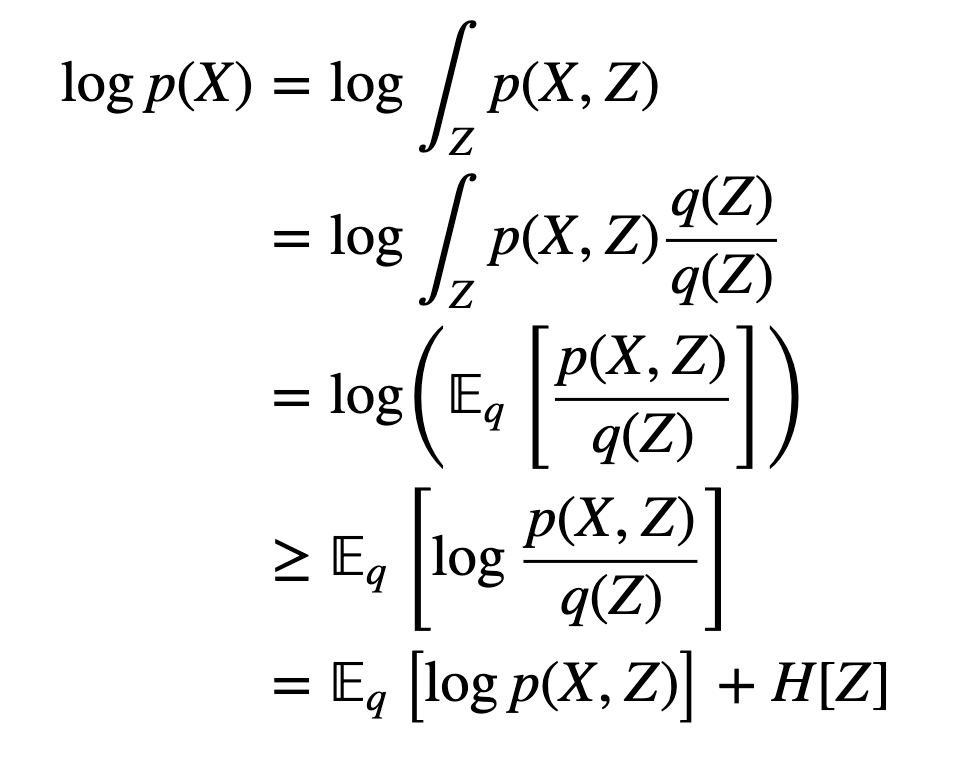 log p(X) = log ∫_Z p(X, Z)
= log ∫_Z p(X, Z) q(Z)/q(Z)
= log(𝔼_q [p(X, Z)/q(Z)])
≥ 𝔼_q [log p(X, Z)/q(Z)]
= 𝔼_q [log p(X, Z)] + H[Z]